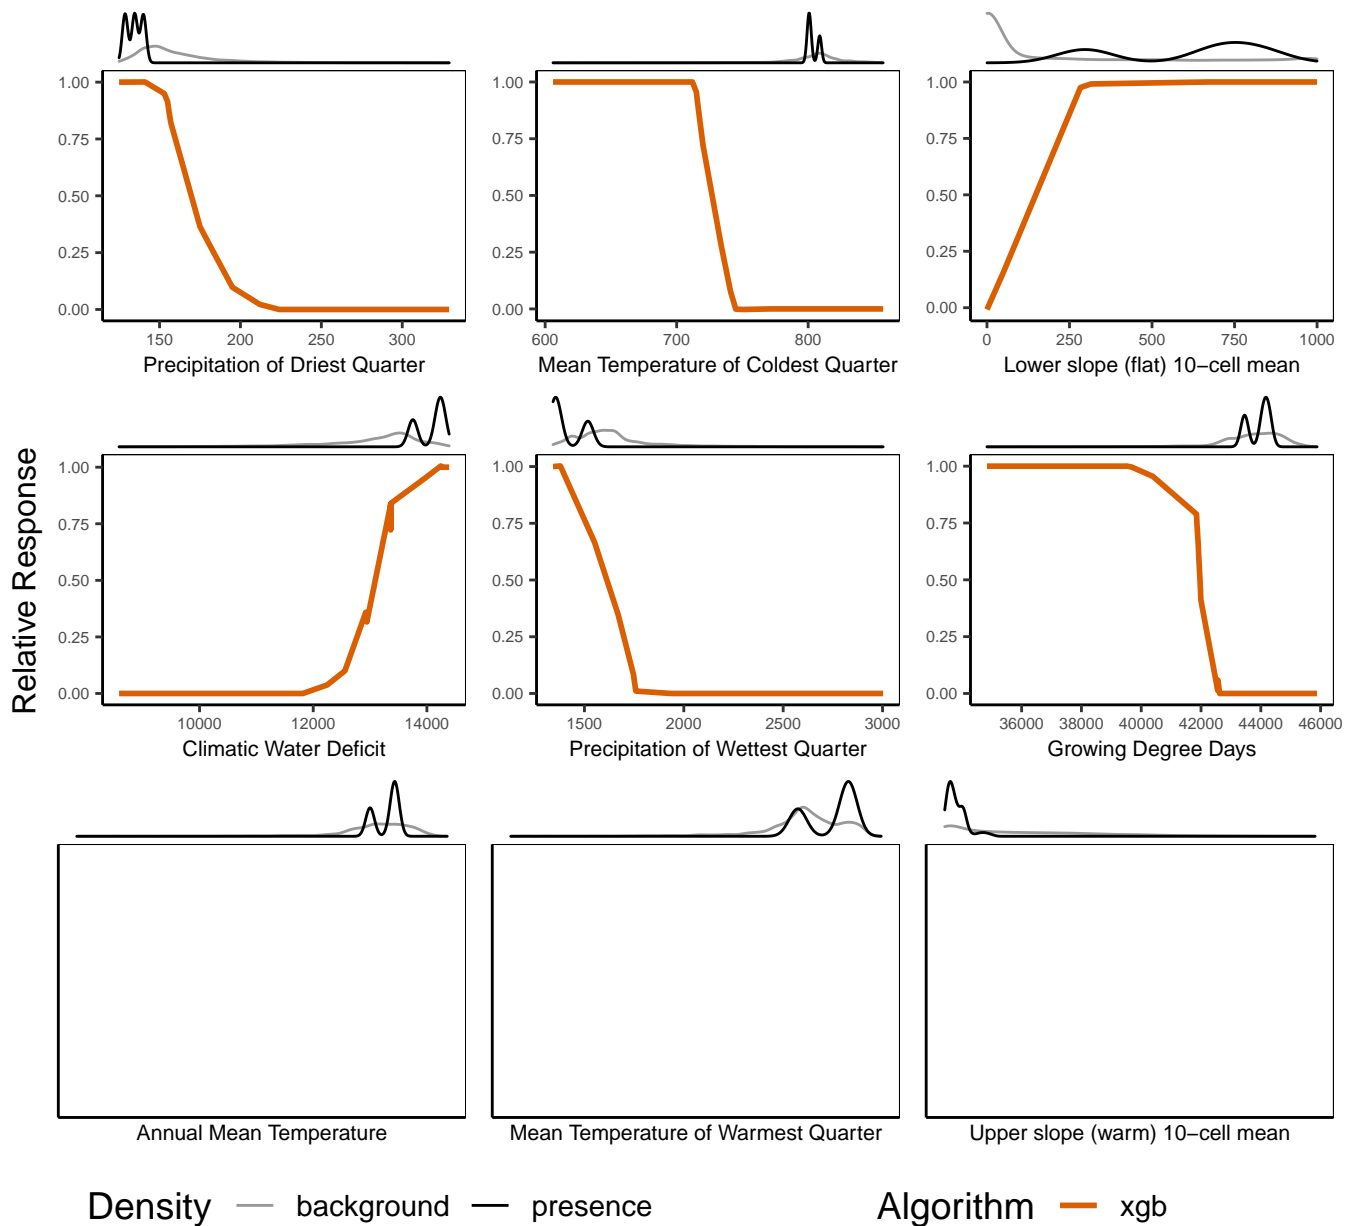 Relative Response
1.00
0.75
0.50
0.25
0.00
150 200 250 300
Precipitation of Driest Quarter
1.00
0.75
0.50
0.25
0.00
600 700 800
Mean Temperature of Coldest Quarter
1.00
0.75
0.50
0.25
0.00
0 250 500 750 1000
Lower slope (flat) 10−cell mean
1.00
0.75
0.50
0.25
0.00
10000 12000 14000
Climatic Water Deficit
1.00
0.75
0.50
0.25
0.00
1500 2000 2500 3000
Precipitation of Wettest Quarter
1.00
0.75
0.50
0.25
0.00
36000 38000 40000 42000 44000 46000
Growing Degree Days
Annual Mean Temperature
Mean Temperature of Warmest Quarter
Upper slope (warm) 10−cell mean
Density background presence
Algorithm xgb